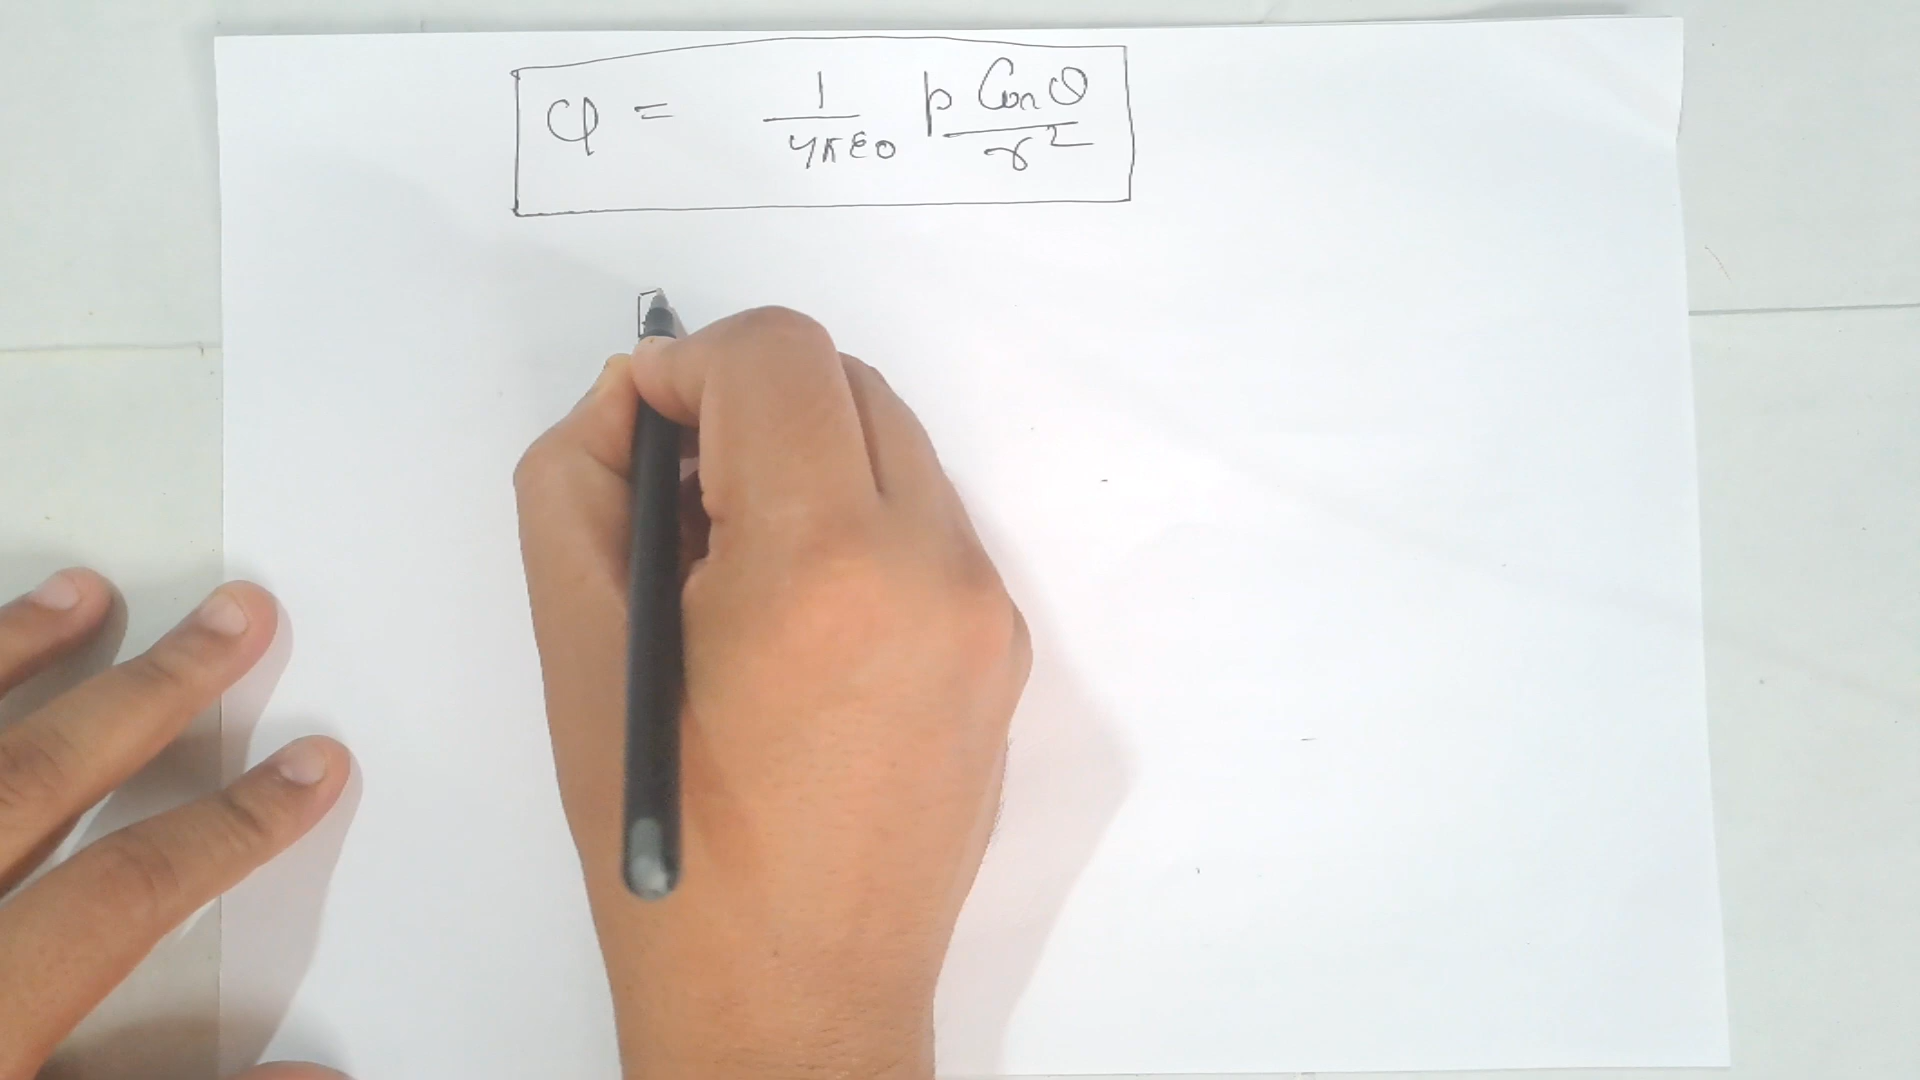 φ = 1/4πε0 p Cosθ/r²